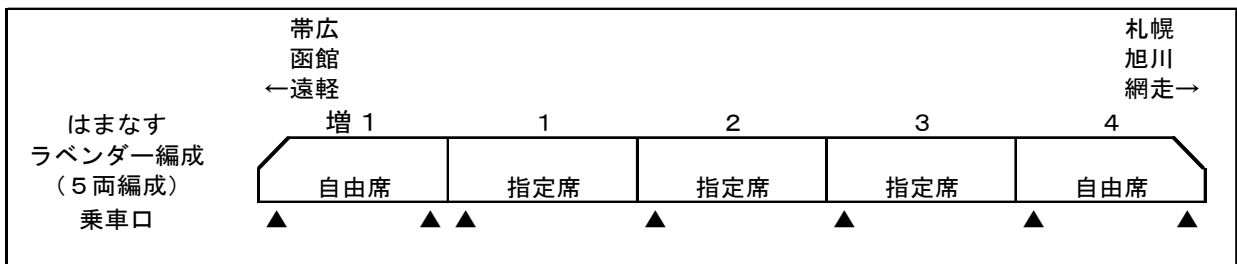 帯広 札幌
函館 旭川
←遠軽 網走→
はまなす 増1 1 2 3 4
ラベンダー編成
(5両編成) 自由席 指定席 指定席 指定席 自由席
乗車口 ▲ ▲ ▲ ▲ ▲ ▲ ▲